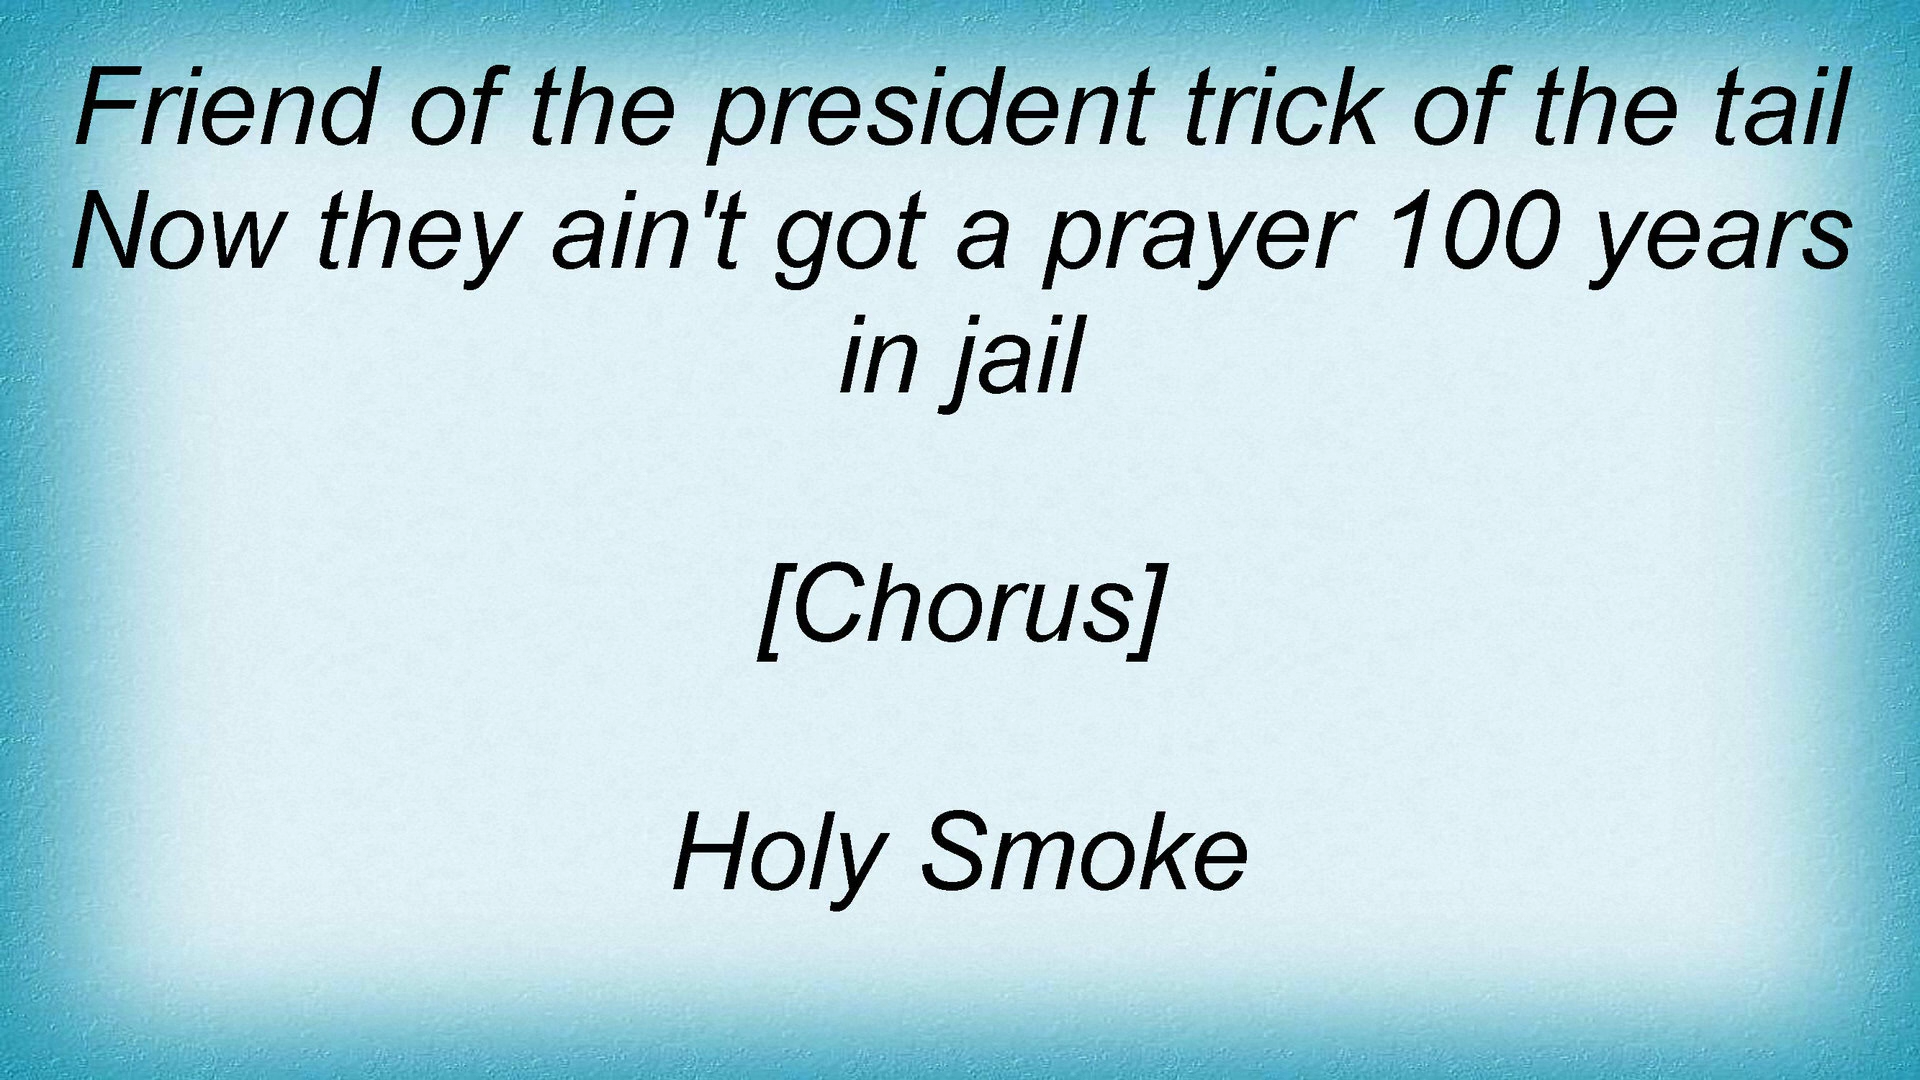 Friend of the president trick of the tail
Now they ain't got a prayer 100 years
in jail
[Chorus]
Holy Smoke